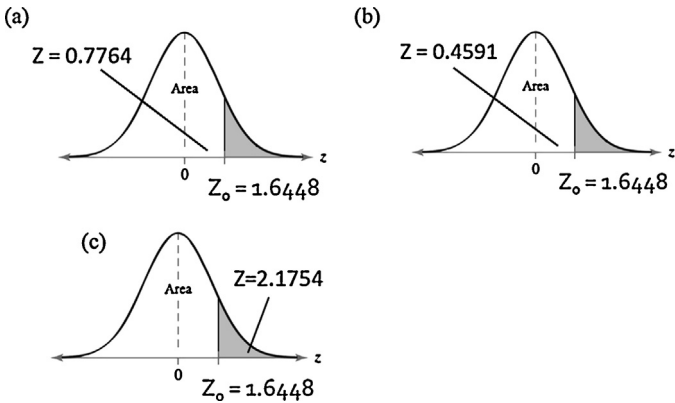 (a)
Z = 0.7764
Area
z
0
Zₒ = 1.6448
(b)
Z = 0.4591
Area
z
0
Zₒ = 1.6448
(c)
Z=2.1754
Area
z
0
Zₒ = 1.6448